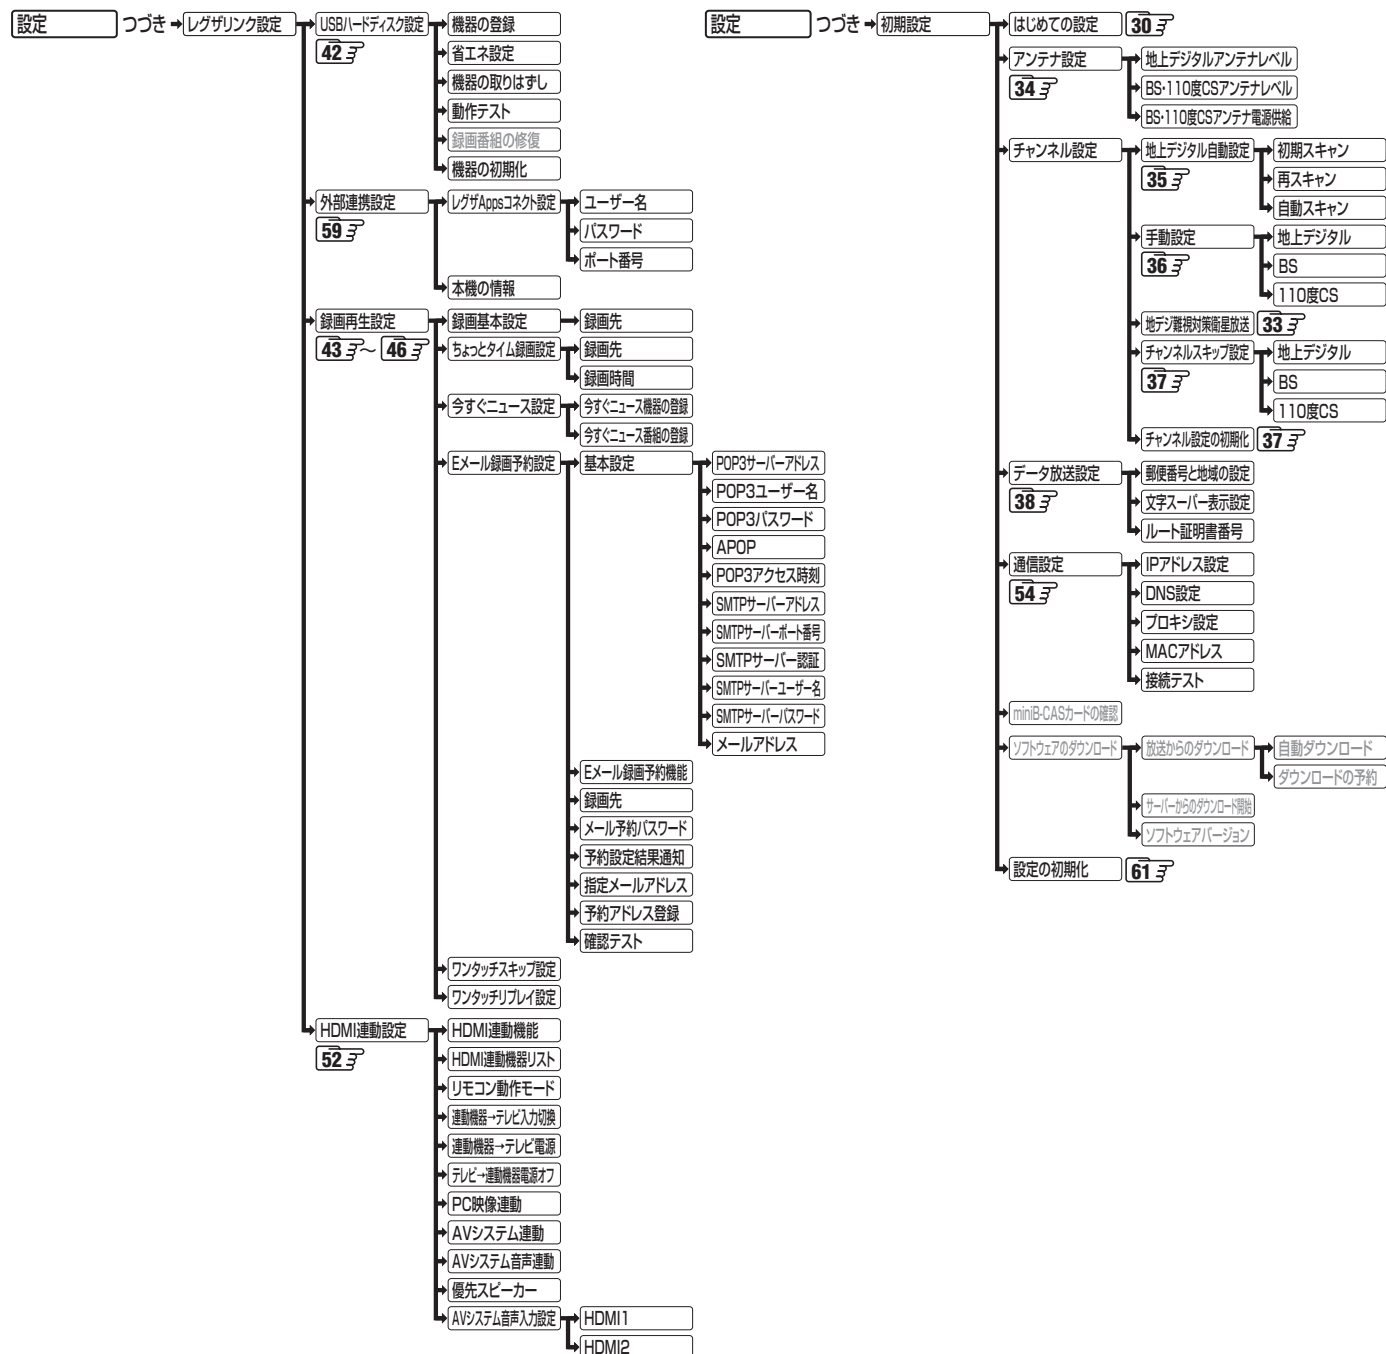 設定 つづき レグザリンク設定
USBハードディスク設定
42
機器の登録
省エネ設定
機器の取りはずし
動作テスト
録画番組の修復
機器の初期化
外部連携設定
59
レグザAppsコネクト設定
ユーザー名
パスワード
ポート番号
本機の情報
録画再生設定
43 〜 46
録画基本設定
録画先
ちょっとタイム録画設定
録画先
録画時間
今すぐニュース設定
今すぐニュース機器の登録
今すぐニュース番組の登録
Eメール録画予約設定
基本設定
POP3サーバーアドレス
POP3ユーザー名
POP3パスワード
APOP
POP3アクセス時刻
SMTPサーバーアドレス
SMTPサーバーポート番号
SMTPサーバー認証
SMTPサーバーユーザー名
SMTPサーバーパスワード
メールアドレス
Eメール録画予約機能
録画先
メール予約パスワード
予約設定結果通知
指定メールアドレス
予約アドレス登録
確認テスト
ワンタッチスキップ設定
ワンタッチリプレイ設定
HDMI連動設定
52
HDMI連動機能
HDMI連動機器リスト
リモコン動作モード
連動機器→テレビ入力切換
連動機器→テレビ電源
テレビ→連動機器電源オフ
PC映像連動
AVシステム連動
AVシステム音声連動
優先スピーカー
AVシステム音声入力設定
HDMI1
HDMI2
設定 つづき 初期設定
はじめての設定 30
アンテナ設定
34
地上デジタルアンテナレベル
BS・110度CSアンテナレベル
BS・110度CSアンテナ電源供給
チャンネル設定
地上デジタル自動設定
35
初期スキャン
再スキャン
自動スキャン
手動設定
36
地上デジタル
BS
110度CS
地デジ難視対策衛星放送 33
チャンネルスキップ設定
37
地上デジタル
BS
110度CS
チャンネル設定の初期化 37
データ放送設定
38
郵便番号と地域の設定
文字スーパー表示設定
ルート証明書番号
通信設定
54
IPアドレス設定
DNS設定
プロキシ設定
MACアドレス
接続テスト
miniB-CASカードの確認
ソフトウェアのダウンロード
放送からのダウンロード
自動ダウンロード
ダウンロードの予約
サーバーからのダウンロード開始
ソフトウェアバージョン
設定の初期化 61